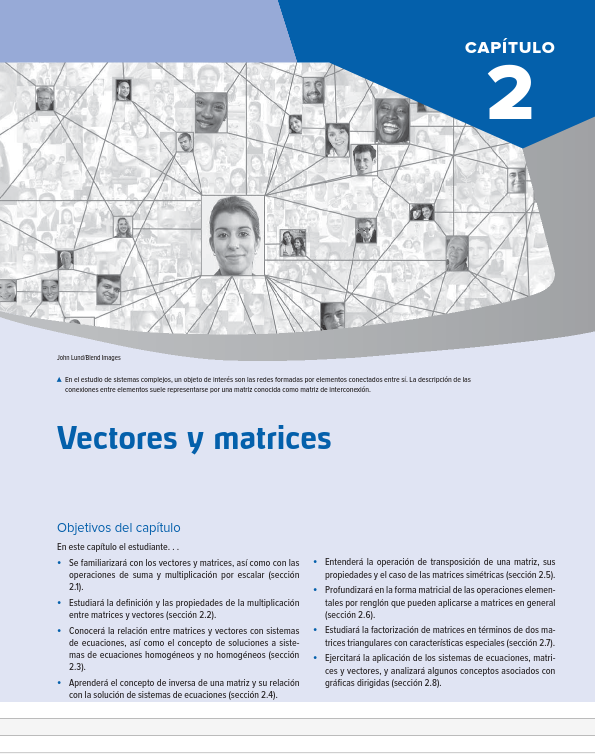 CAPÍTULO
2
John Lund/Blend Images
▲ En el estudio de sistemas complejos, un objeto de interés son las redes formadas por elementos conectados entre sí. La descripción de las
conexiones entre elementos suele representarse por una matriz conocida como matriz de interconexión.
Vectores y matrices
Objetivos del capítulo
En este capítulo el estudiante. . .
• Se familiarizará con los vectores y matrices, así como con las
operaciones de suma y multiplicación por escalar (sección
2.1).
• Estudiará la definición y las propiedades de la multiplicación
entre matrices y vectores (sección 2.2).
• Conocerá la relación entre matrices y vectores con sistemas
de ecuaciones, así como el concepto de soluciones a siste-
mas de ecuaciones homogéneos y no homogéneos (sección
2.3).
• Aprenderá el concepto de inversa de una matriz y su relación
con la solución de sistemas de ecuaciones (sección 2.4).
• Entenderá la operación de transposición de una matriz, sus
propiedades y el caso de las matrices simétricas (sección 2.5).
• Profundizará en la forma matricial de las operaciones elemen-
tales por renglón que pueden aplicarse a matrices en general
(sección 2.6).
• Estudiará la factorización de matrices en términos de dos ma-
trices triangulares con características especiales (sección 2.7).
• Ejercitará la aplicación de los sistemas de ecuaciones, matri-
ces y vectores, y analizará algunos conceptos asociados con
gráficas dirigidas (sección 2.8).